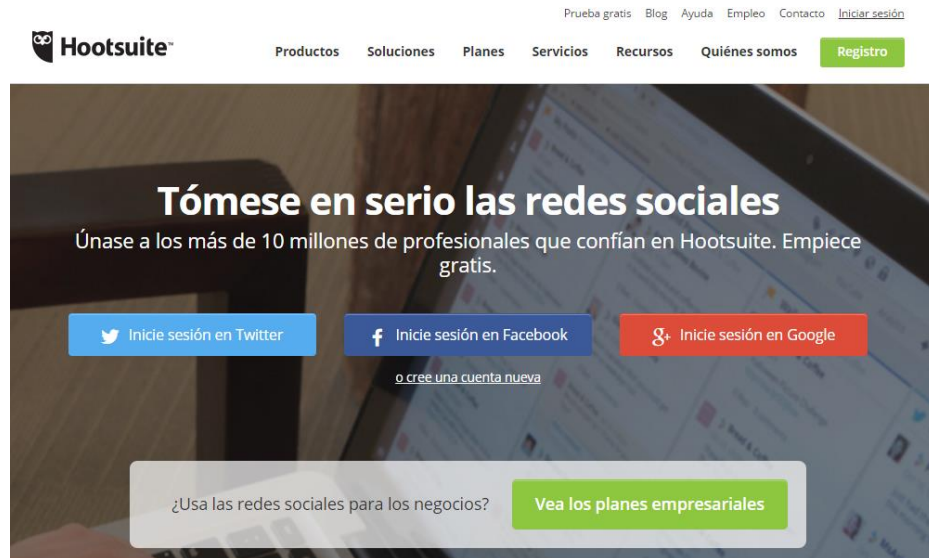 Prueba gratis Blog Ayuda Empleo Contacto Iniciar sesión
Hootsuite™
Productos Soluciones Planes Servicios Recursos Quiénes somos Registro
Tómese en serio las redes sociales
Únase a los más de 10 millones de profesionales que confían en Hootsuite. Empiece
gratis.
Inicie sesión en Twitter
Inicie sesión en Facebook
g+ Inicie sesión en Google
o cree una cuenta nueva
¿Usa las redes sociales para los negocios?
Vea los planes empresariales